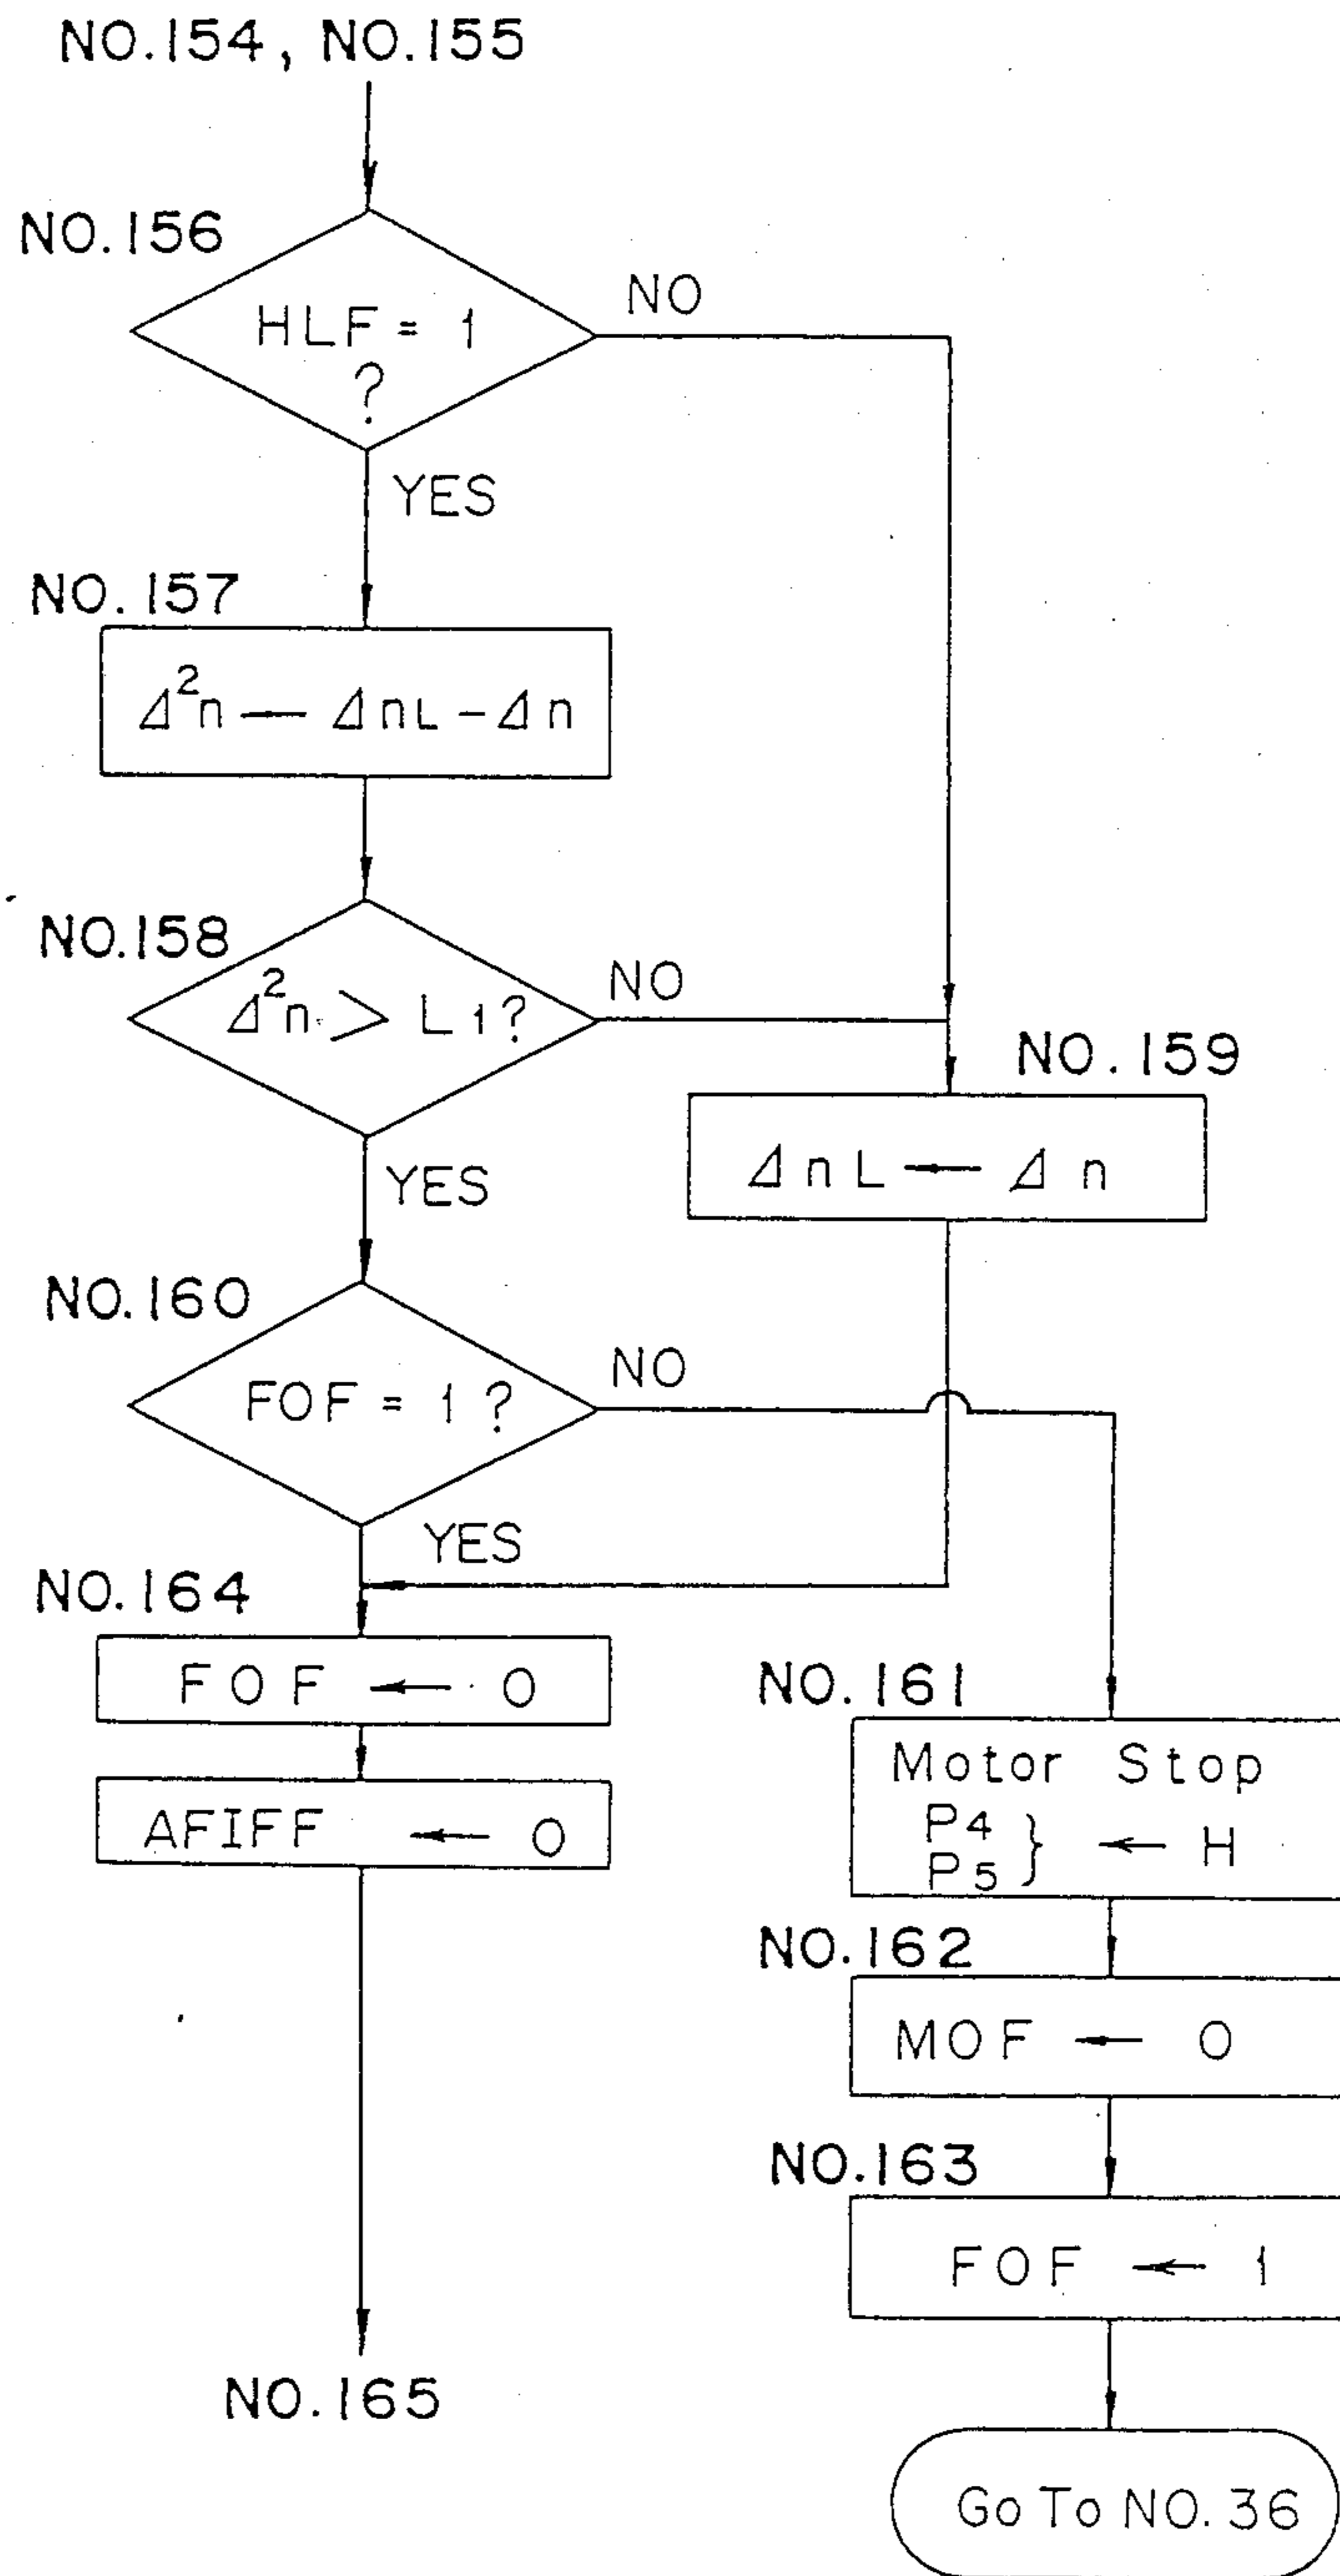 NO.154, NO.155
NO.156
HLF = 1
?
NO
YES
NO.157
Δ²n ← ΔnL - Δn
NO.158
Δ²n > L1?
NO
YES
NO.159
ΔnL ← Δn
NO.160
FOF = 1 ?
NO
YES
NO.164
FOF ← 0
AFIFF ← 0
NO.165
NO.161
Motor Stop
P4
P5 } ← H
NO.162
MOF ← 0
NO.163
FOF ← 1
Go To NO.36